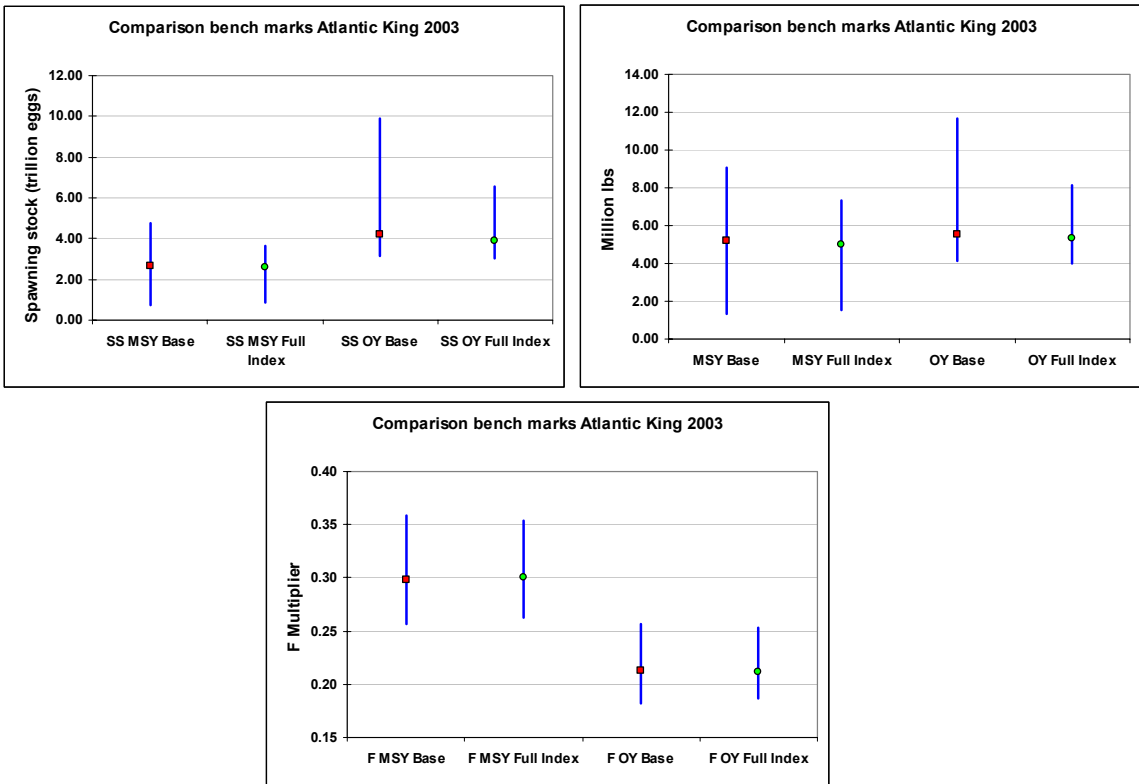 Comparison bench marks Atlantic King 2003
Spawning stock (trillion eggs)
12.00
10.00
8.00
6.00
4.00
2.00
0.00
SS MSY Base
SS MSY Full
Index
SS OY Base
SS OY Full Index
Comparison bench marks Atlantic King 2003
Million lbs
14.00
12.00
10.00
8.00
6.00
4.00
2.00
0.00
MSY Base
MSY Full Index
OY Base
OY Full Index
Comparison bench marks Atlantic King 2003
F Multiplier
0.40
0.35
0.30
0.25
0.20
0.15
F MSY Base
F MSY Full Index
F OY Base
F OY Full Index